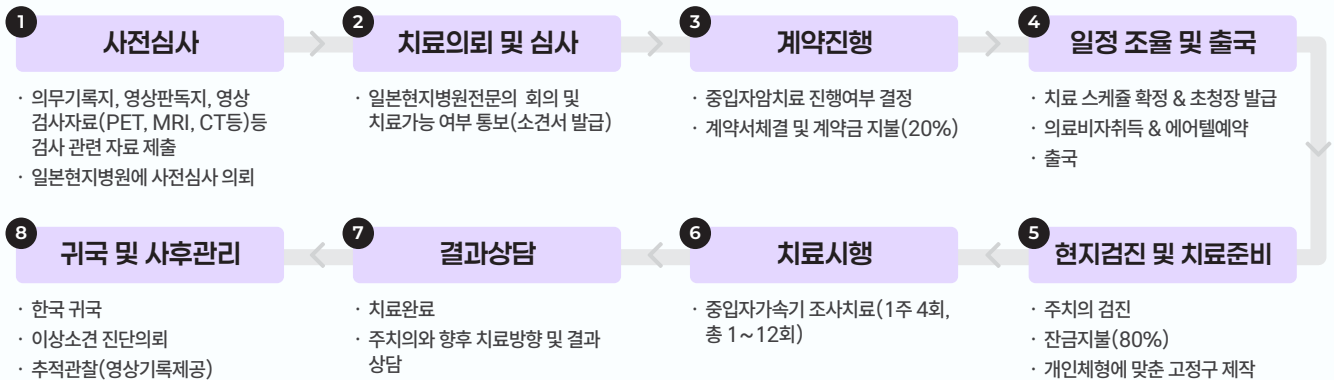 1
사전심사
· 의무기록지, 영상판독지, 영상
검사자료(PET, MRI, CT등)등
검사 관련 자료 제출
· 일본현지병원에 사전심사 의뢰
2
치료의뢰 및 심사
· 일본현지병원전문의 회의 및
치료가능 여부 통보(소견서 발급)
3
계약진행
· 중입자암치료 진행여부 결정
· 계약서체결 및 계약금 지불(20%)
4
일정 조율 및 출국
· 치료 스케쥴 확정 & 초청장 발급
· 의료비자취득 & 에어텔예약
· 출국
5
현지검진 및 치료준비
· 주치의 검진
· 잔금지불(80%)
· 개인체형에 맞춘 고정구 제작
6
치료시행
· 중입자가속기 조사치료(1주 4회,
총 1~12회)
7
결과상담
· 치료완료
· 주치의와 향후 치료방향 및 결과
상담
8
귀국 및 사후관리
· 한국 귀국
· 이상소견 진단의뢰
· 추적관찰(영상기록제공)